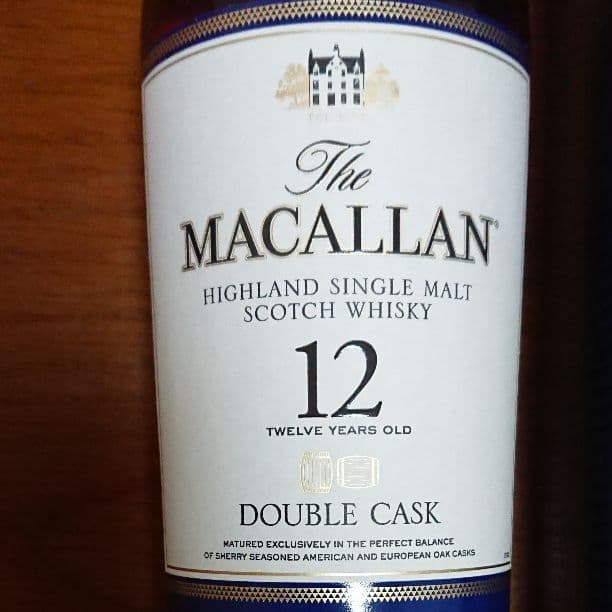 The
MACALLAN®
HIGHLAND SINGLE MALT
SCOTCH WHISKY
12
TWELVE YEARS OLD
DOUBLE CASK
MATURED EXCLUSIVELY IN THE PERFECT BALANCE
OF SHERRY SEASONED AMERICAN AND EUROPEAN OAK CASKS